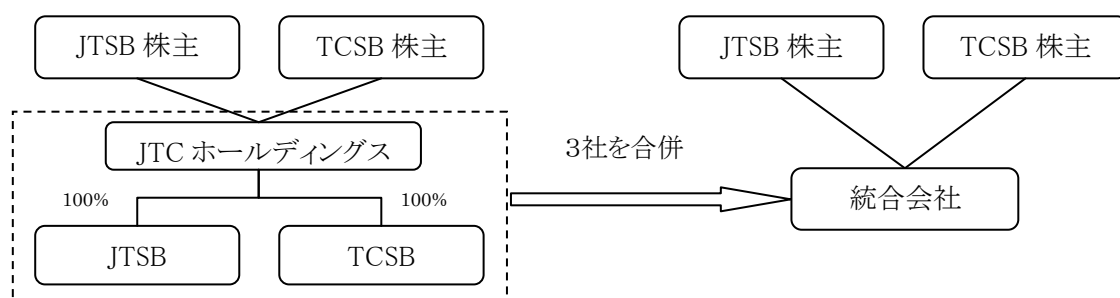 JTSB 株主
TCSB 株主
JTC ホールディングス
100%
100%
JTSB
TCSB
3社を合併
JTSB 株主
TCSB 株主
統合会社